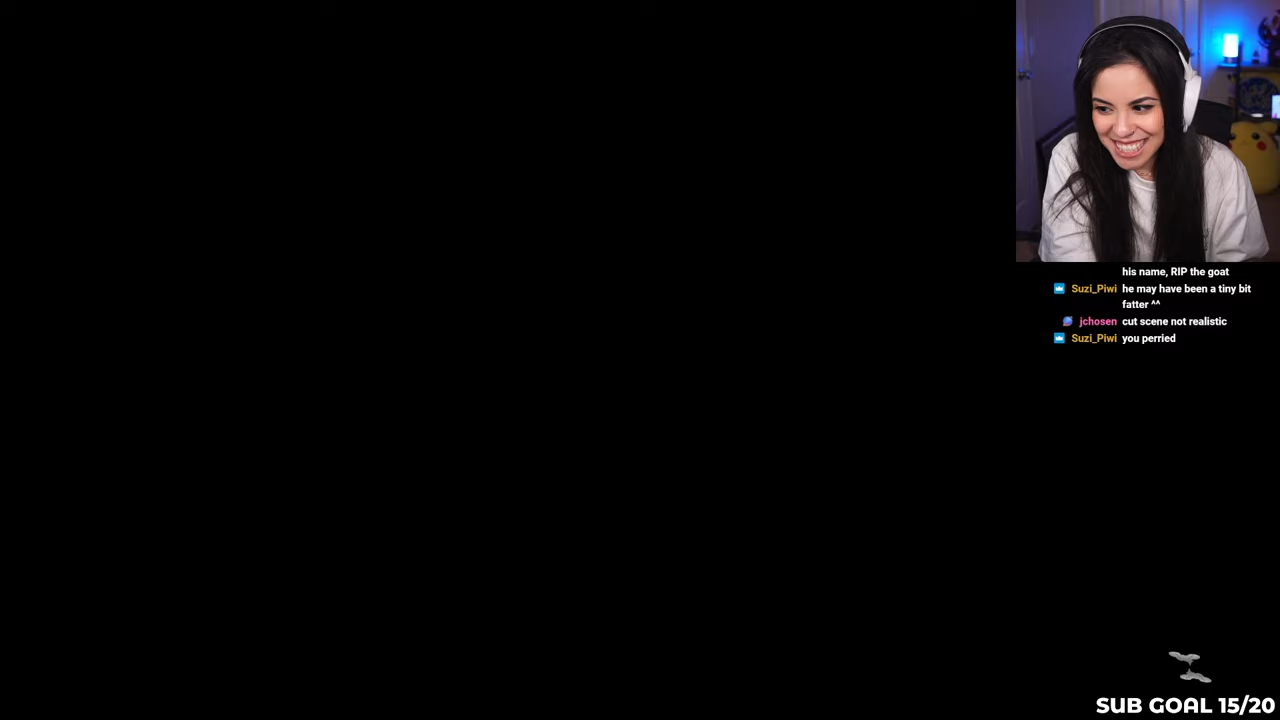 his name, RIP the goat
Suzi_Piwi he may have been a tiny bit
fatter ^^
jchosen cut scene not realistic
Suzi_Piwi you perried
SUB GOAL 15/20